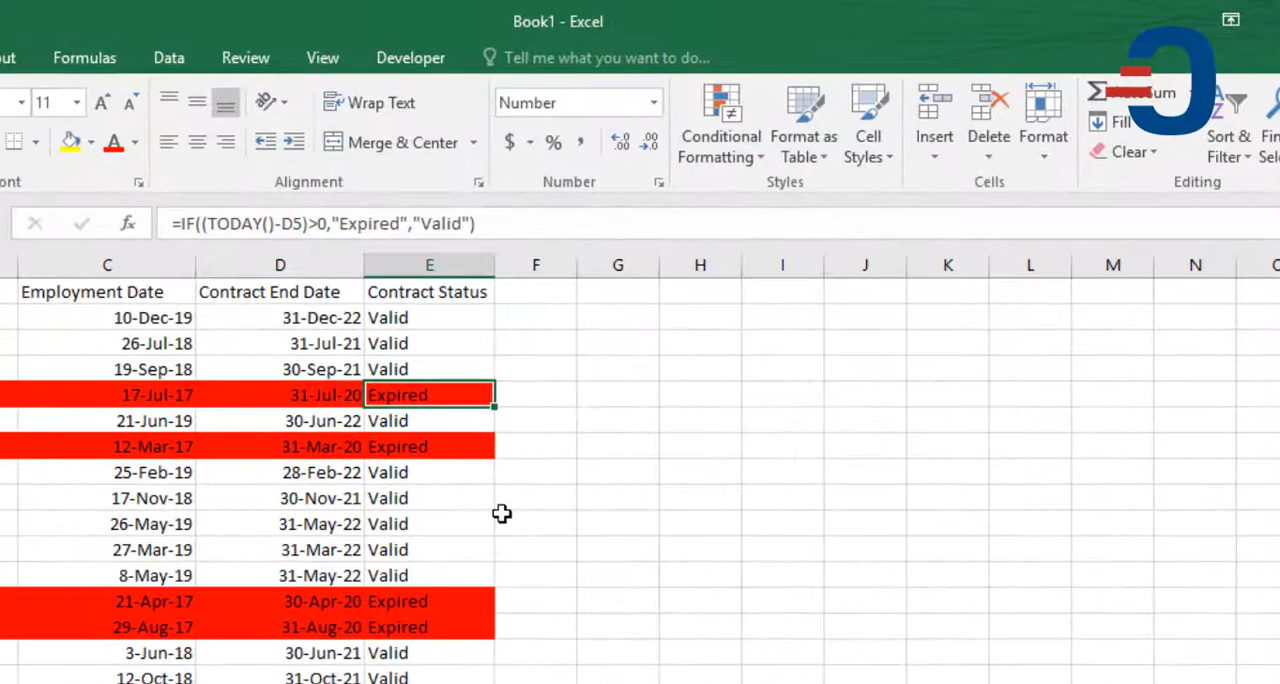 Book1 - Excel
out Formulas Data Review View Developer Tell me what you want to do...
11 A A Wrap Text Number AutoSum
Merge & Center $ % , Conditional Formatting Format as Table Cell Styles Insert Delete Format Fill Clear Sort & Filter
Alignment Number Styles Cells Editing
fx =IF((TODAY()-D5)>0,"Expired","Valid")
C D E F G H I J K L M N
Employment Date Contract End Date Contract Status
10-Dec-19 31-Dec-22 Valid
26-Jul-18 31-Jul-21 Valid
19-Sep-18 30-Sep-21 Valid
17-Jul-17 31-Jul-20 Expired
21-Jun-19 30-Jun-22 Valid
12-Mar-17 31-Mar-20 Expired
25-Feb-19 28-Feb-22 Valid
17-Nov-18 30-Nov-21 Valid
26-May-19 31-May-22 Valid
27-Mar-19 31-Mar-22 Valid
8-May-19 31-May-22 Valid
21-Apr-17 30-Apr-20 Expired
29-Aug-17 31-Aug-20 Expired
3-Jun-18 30-Jun-21 Valid
12-Oct-18 31-Oct-21 Valid